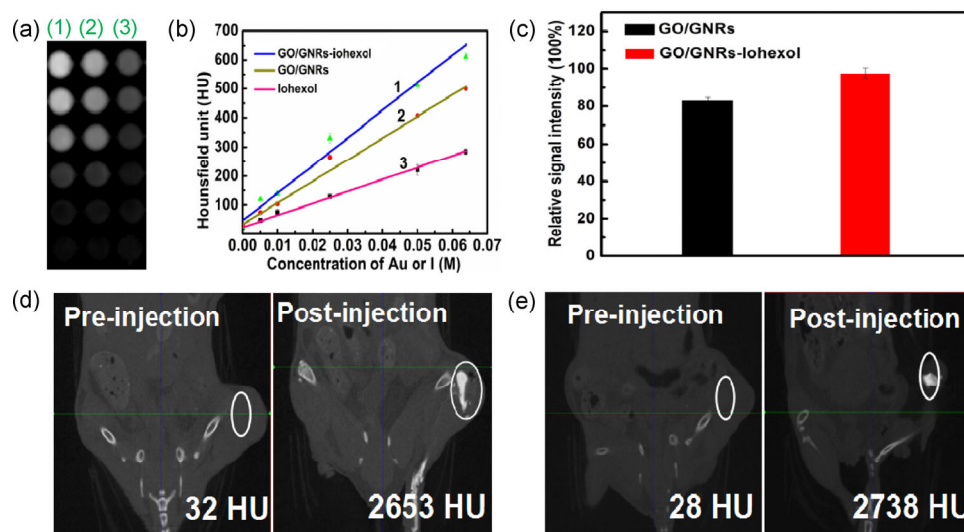 (a)
(1) (2) (3)
(b)
Hounsfield unit (HU)
700
600
500
400
300
200
100
GO/GNRs-iohexol
GO/GNRs
Iohexol
1
2
3
0.00 0.01 0.02 0.03 0.04 0.05 0.06 0.07
Concentration of Au or I (M)
(c)
Relative signal intensity (100%)
120
100
80
60
40
20
0
GO/GNRs
GO/GNRs-Iohexol
(d)
Pre-injection
32 HU
Post-injection
2653 HU
(e)
Pre-injection
28 HU
Post-injection
2738 HU